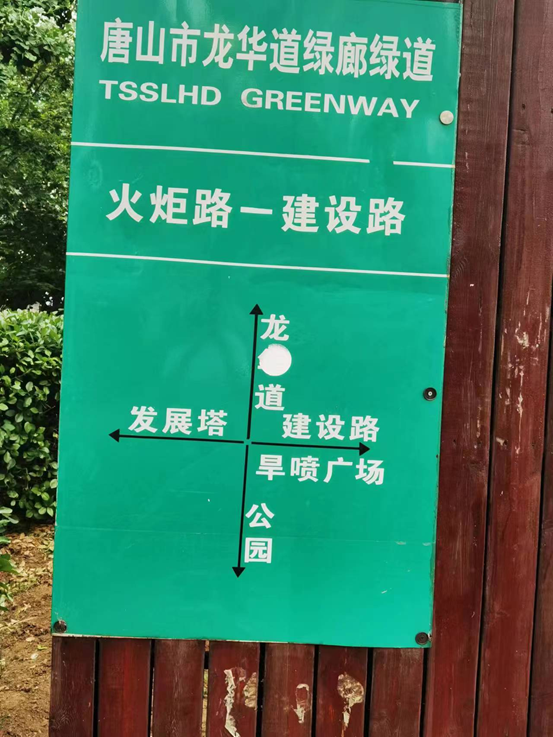 唐山市龙华道绿廊绿道
TSSLHD GREENWAY
火炬路一建设路
龙
道
发展塔
建设路
旱喷广场
公
园